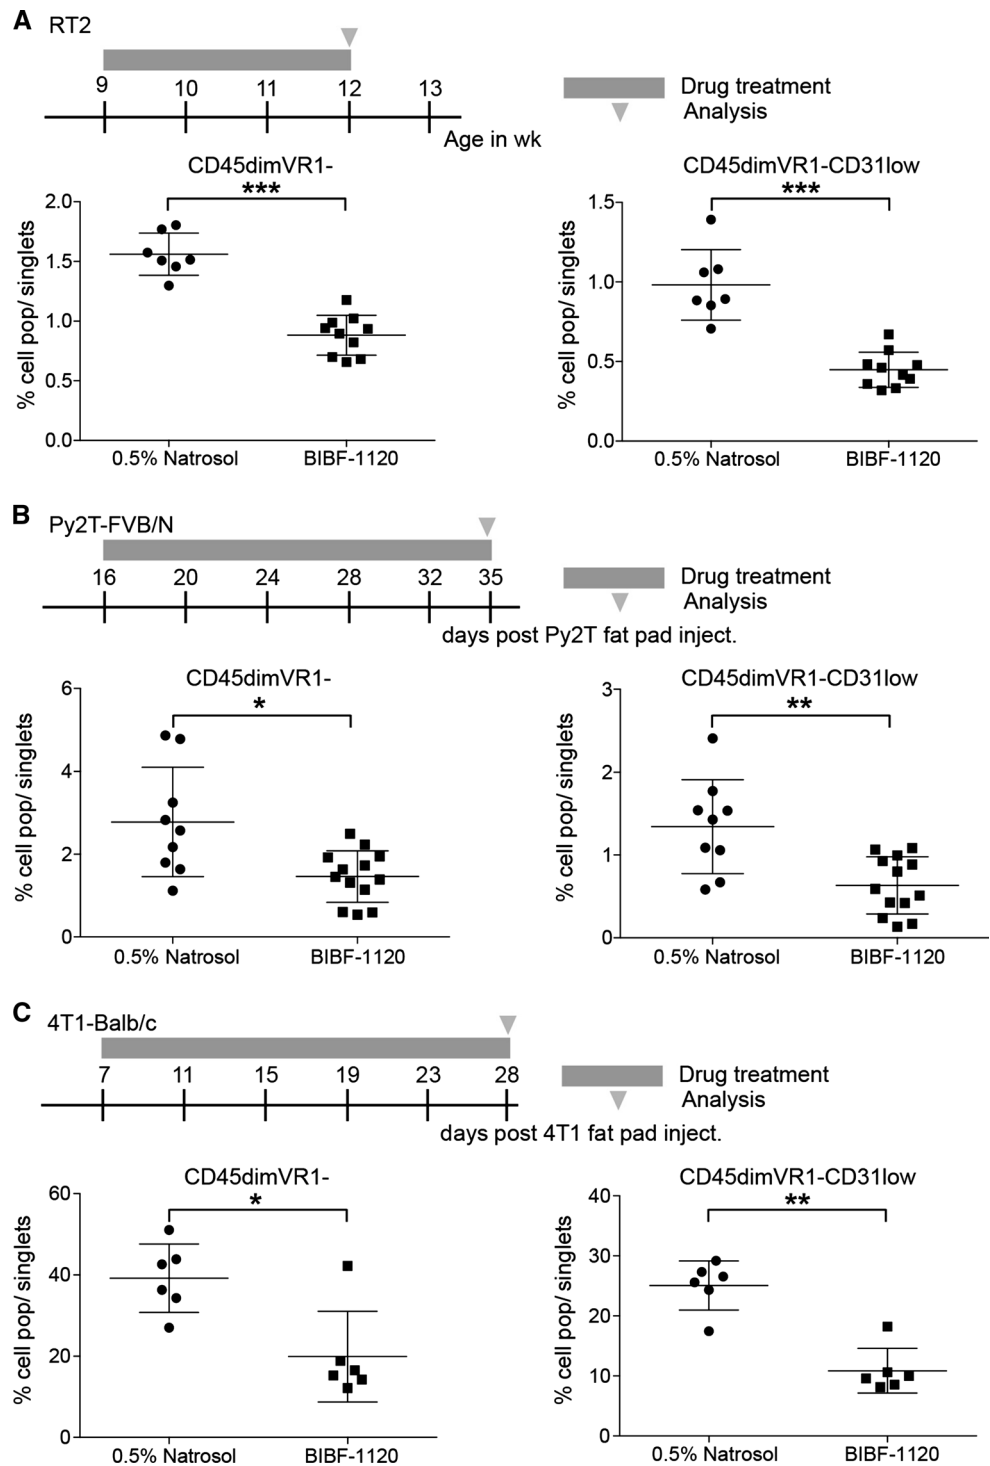 A
RT2
9 10 11 12 13
Age in wk
Drug treatment
Analysis
CD45dimVR1-
***
% cell pop/ singlets
2.0
1.5
1.0
0.5
0.0
0.5% Natrosol BIBF-1120
CD45dimVR1-CD31low
***
% cell pop/ singlets
1.5
1.0
0.5
0.0
0.5% Natrosol BIBF-1120
B
Py2T-FVB/N
16 20 24 28 32 35
days post Py2T fat pad inject.
Drug treatment
Analysis
CD45dimVR1-
*
% cell pop/ singlets
6
4
2
0
0.5% Natrosol BIBF-1120
CD45dimVR1-CD31low
**
% cell pop/ singlets
3
2
1
0
0.5% Natrosol BIBF-1120
C
4T1-Balb/c
7 11 15 19 23 28
days post 4T1 fat pad inject.
Drug treatment
Analysis
CD45dimVR1-
*
% cell pop/ singlets
60
40
20
0
0.5% Natrosol BIBF-1120
CD45dimVR1-CD31low
**
% cell pop/ singlets
40
30
20
10
0
0.5% Natrosol BIBF-1120